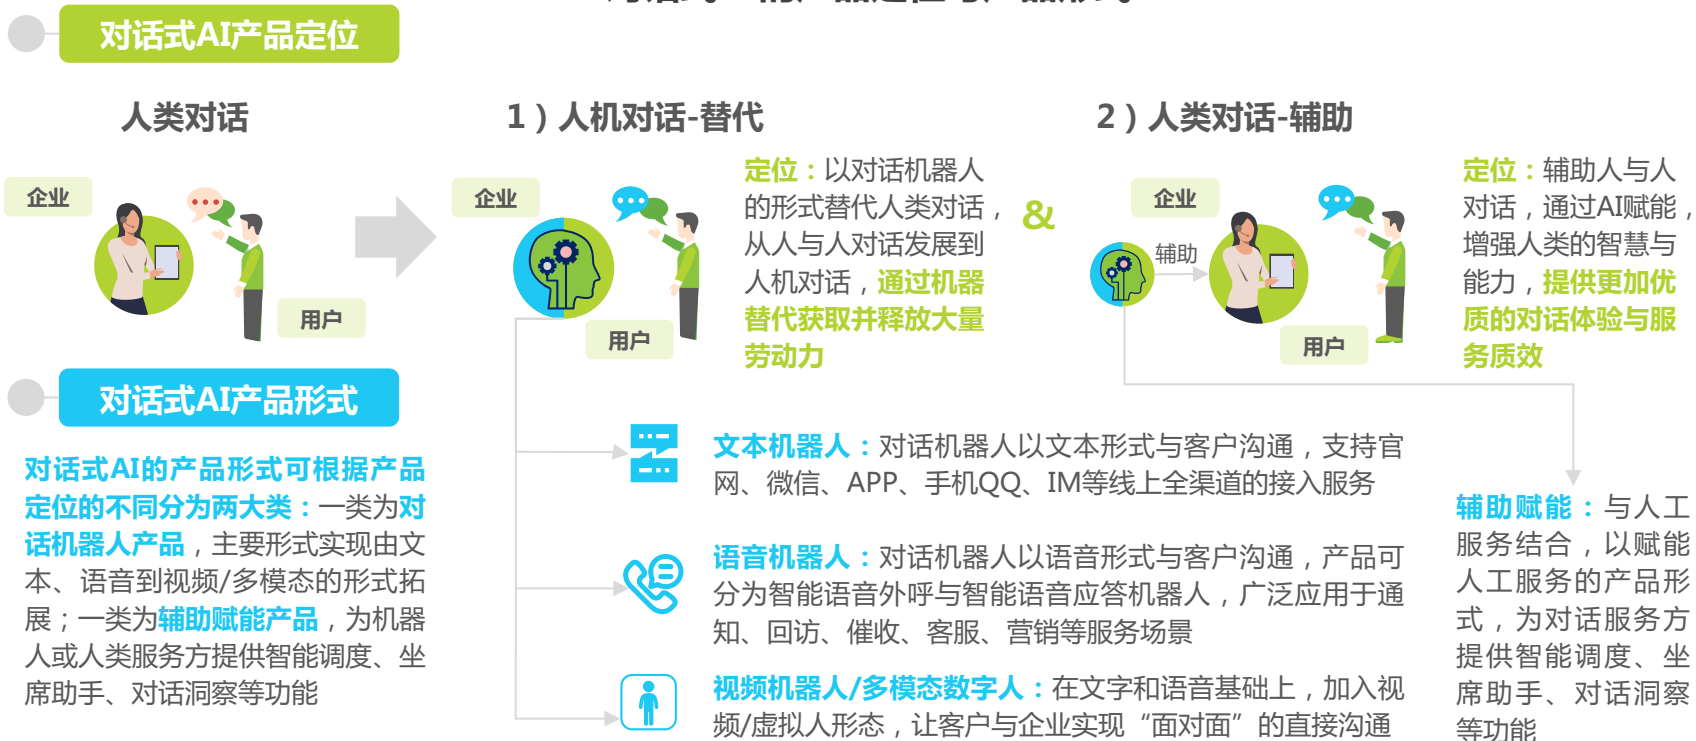 对话式AI产品定位
人类对话
企业
用户
1）人机对话-替代
企业
用户
定位：以对话机器人
的形式替代人类对话，
从人与人对话发展到
人机对话，通过机器
替代获取并释放大量
劳动力
&
2）人类对话-辅助
企业
辅助
用户
定位：辅助人与人
对话，通过AI赋能，
增强人类的智慧与
能力，提供更加优
质的对话体验与服
务质效
对话式AI产品形式
对话式AI的产品形式可根据产品
定位的不同分为两大类：一类为对
话机器人产品，主要形式实现由文
本、语音到视频/多模态的形式拓
展；一类为辅助赋能产品，为机器
人或人类服务方提供智能调度、坐
席助手、对话洞察等功能
文本机器人：对话机器人以文本形式与客户沟通，支持官
网、微信、APP、手机QQ、IM等线上全渠道的接入服务
语音机器人：对话机器人以语音形式与客户沟通，产品可
分为智能语音外呼与智能语音应答机器人，广泛应用于通
知、回访、催收、客服、营销等服务场景
视频机器人/多模态数字人：在文字和语音基础上，加入视
频/虚拟人形态，让客户与企业实现“面对面”的直接沟通
辅助赋能：与人工
服务结合，以赋能
人工服务的产品形
式，为对话服务方
提供智能调度、坐
席助手、对话洞察
等功能